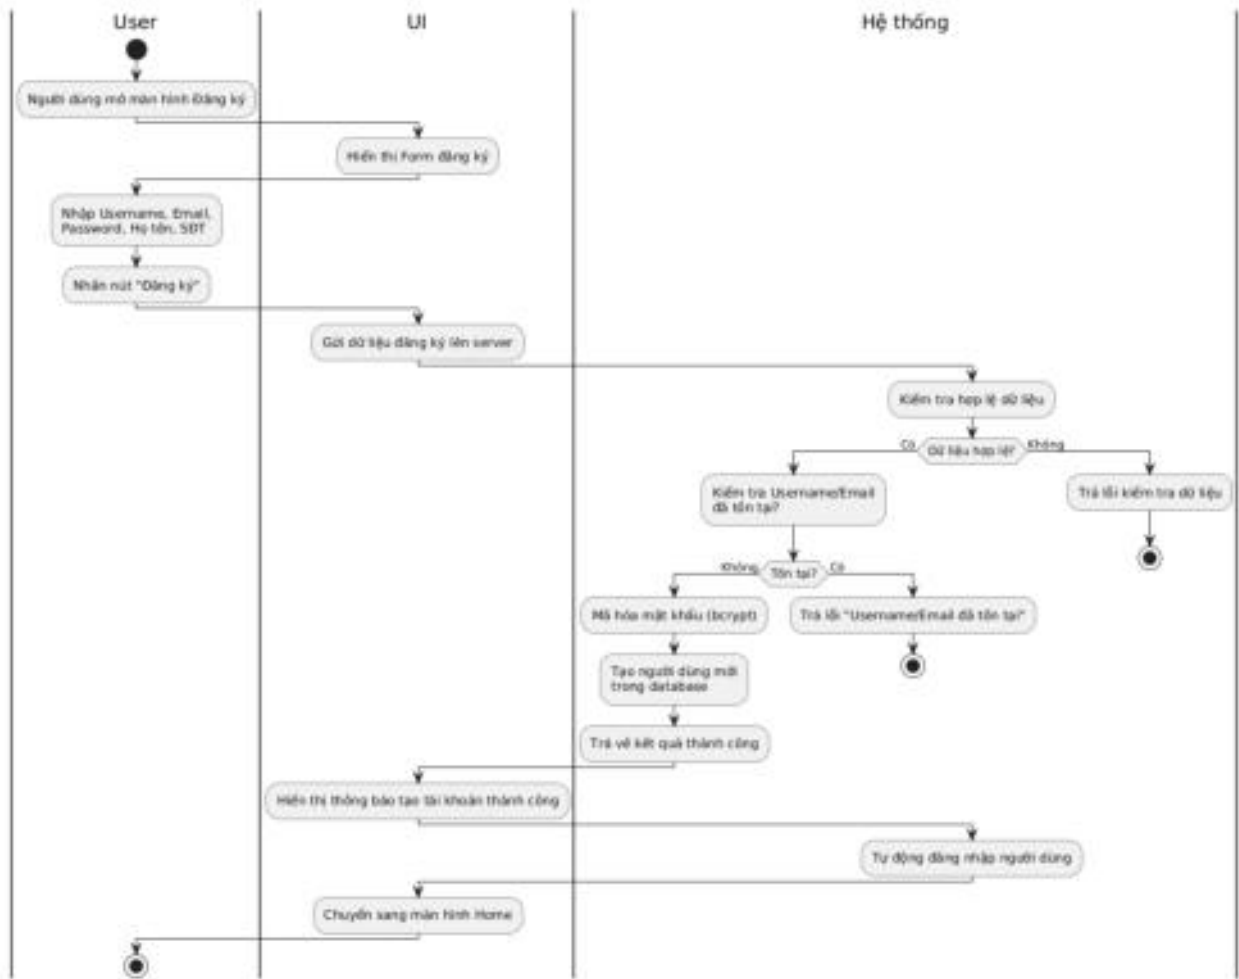 User
UI
Hệ thống
Người dùng mở màn hình Đăng ký
Hiển thị Form đăng ký
Nhập Username, Email,
Password, Họ tên, SĐT
Nhấn nút "Đăng ký"
Gửi dữ liệu đăng ký lên server
Kiểm tra hợp lệ dữ liệu
Có
Dữ liệu hợp lệ?
Không
Kiểm tra Username/Email
đã tồn tại?
Trả lỗi kiểm tra dữ liệu
Không
Tồn tại?
Có
Mã hóa mật khẩu (bcrypt)
Trả lỗi "Username/Email đã tồn tại"
Tạo người dùng mới
trong database
Trả về kết quả thành công
Hiển thị thông báo tạo tài khoản thành công
Tự động đăng nhập người dùng
Chuyển sang màn hình Home